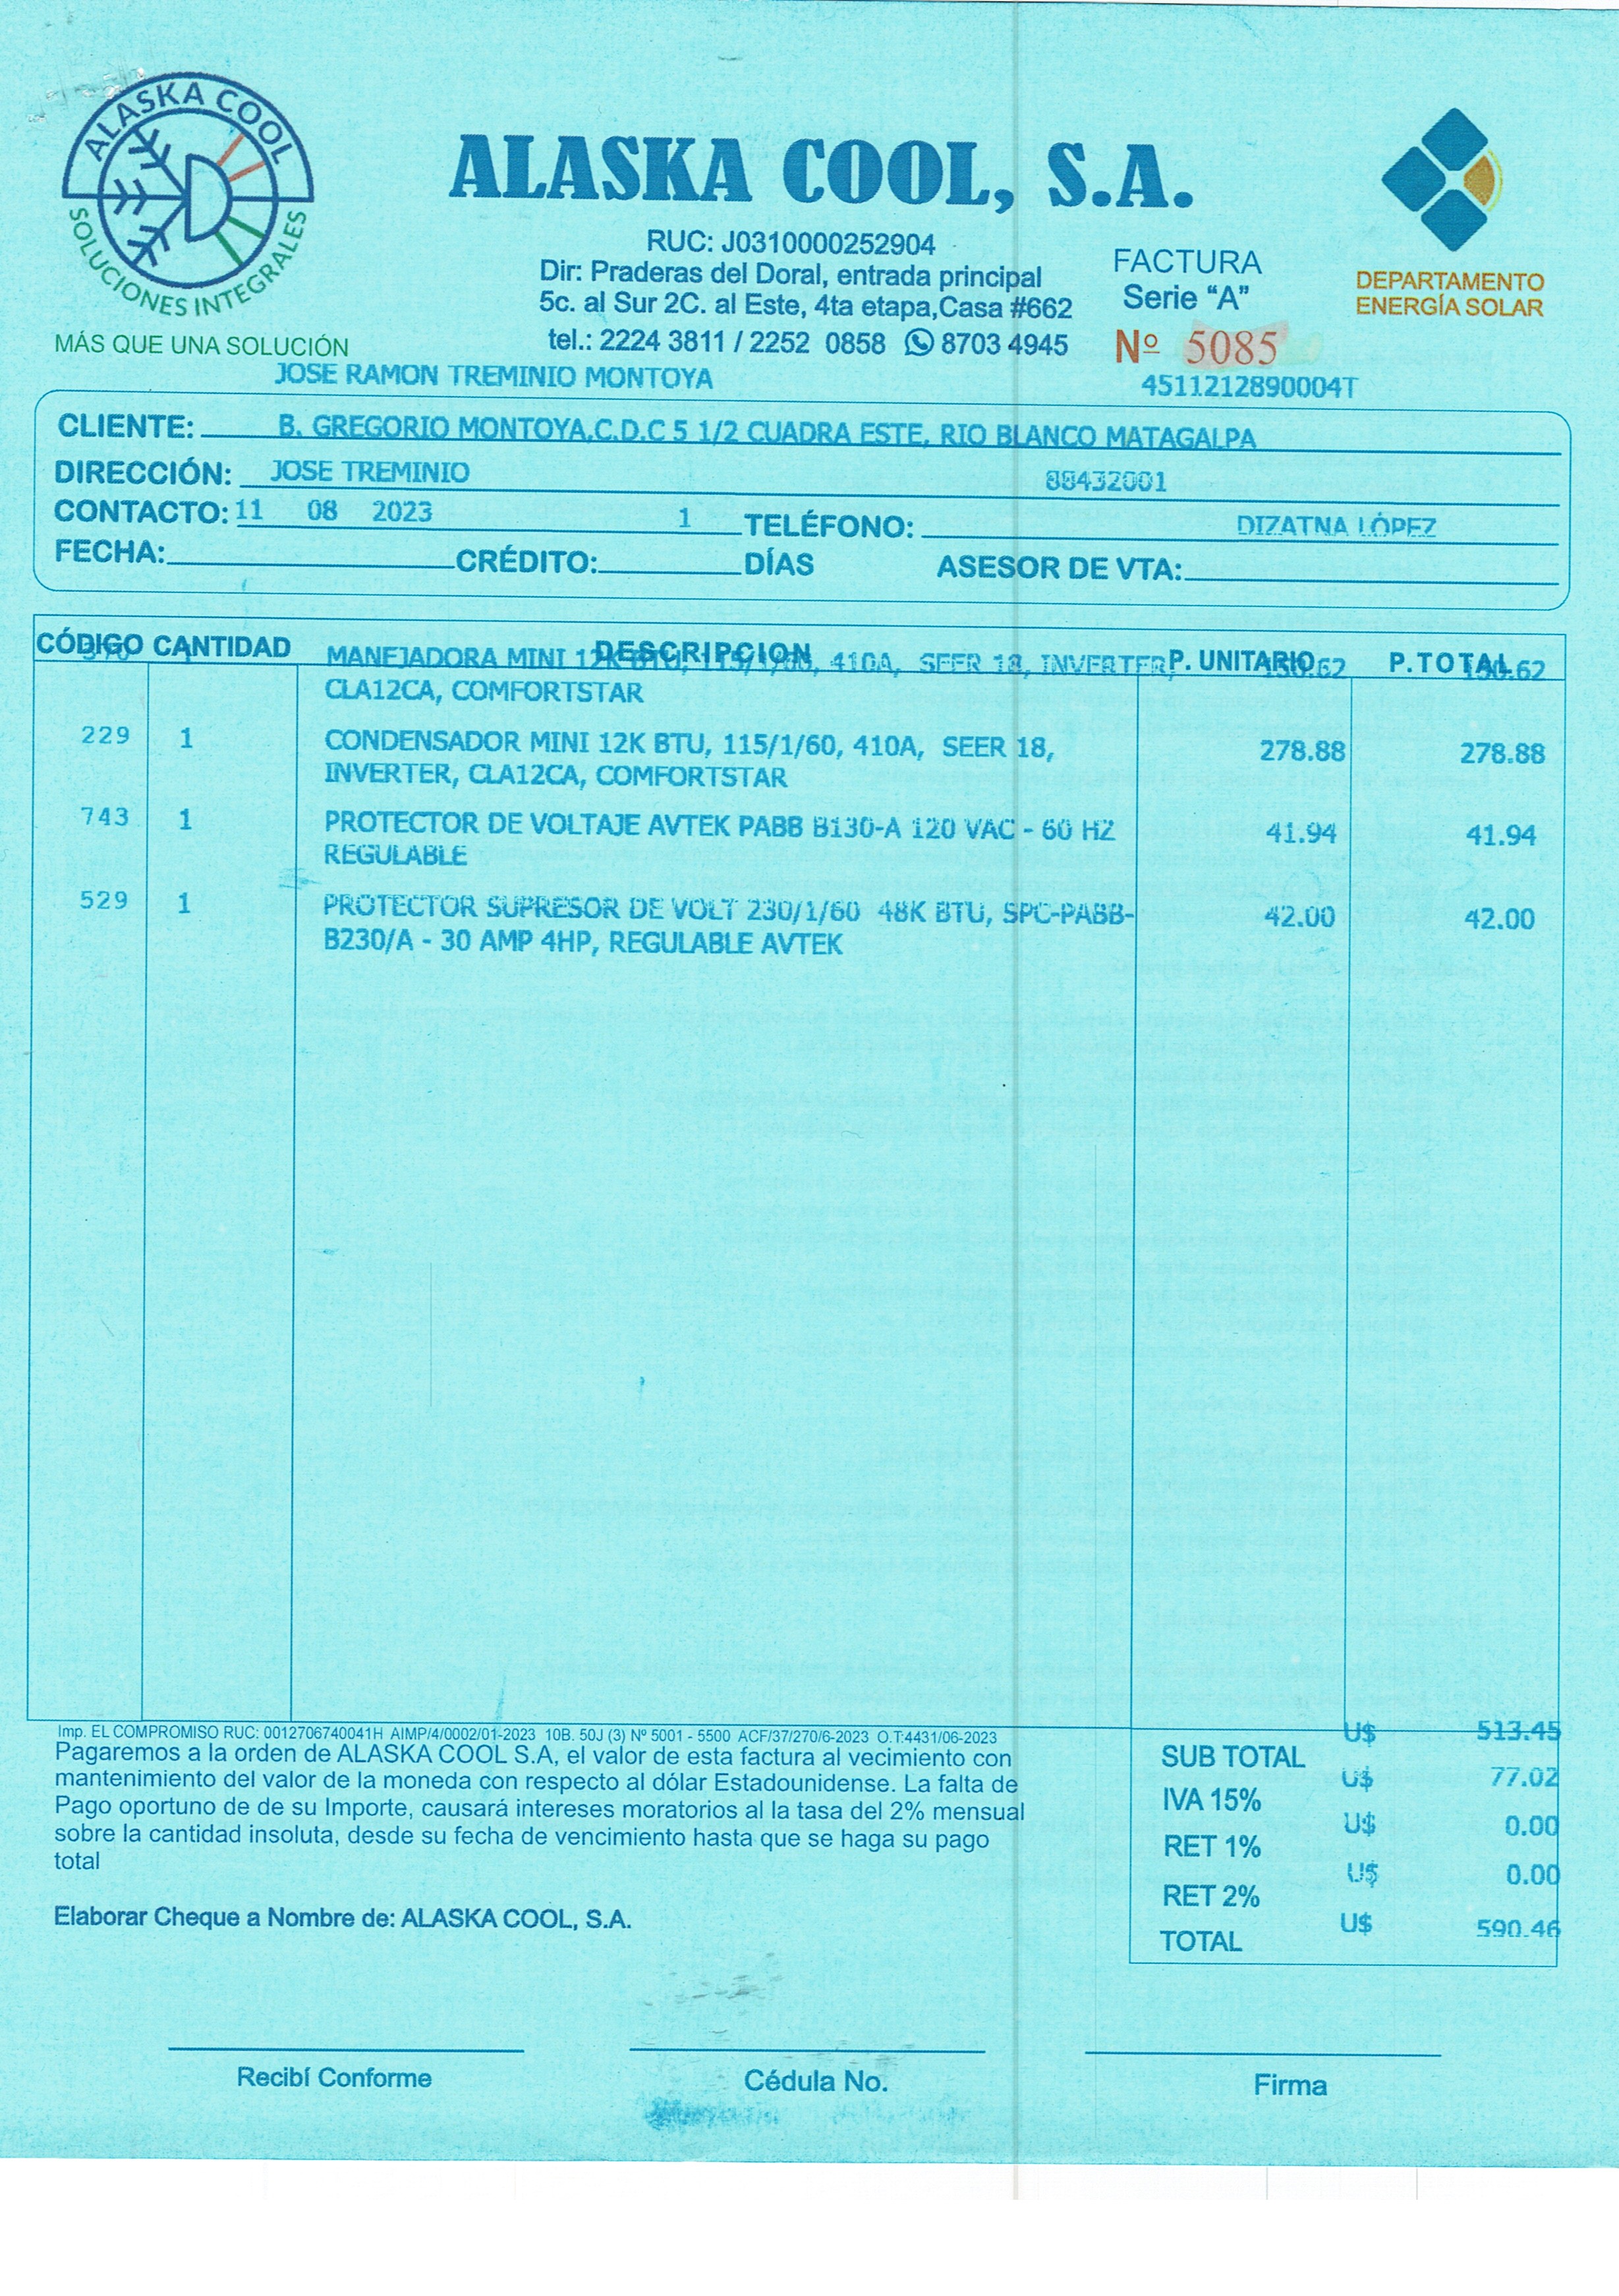 ALASKA COOL
SOLUCIONES INTEGRALES
MÁS QUE UNA SOLUCIÓN
ALASKA COOL, S.A.
RUC: J0310000252904
Dir: Praderas del Doral, entrada principal
5c. al Sur 2C. al Este, 4ta etapa,Casa #662
tel.: 2224 3811 / 2252 0858 8703 4945
FACTURA
Serie “A”
Nº 5085
DEPARTAMENTO
ENERGÍA SOLAR
JOSE RAMON TREMINIO MONTOYA 4511212890004T
CLIENTE: B. GREGORIO MONTOYA,C.D.C 5 1/2 CUADRA ESTE, RIO BLANCO MATAGALPA
DIRECCIÓN: JOSE TREMINIO 88432001
CONTACTO: 11 08 2023 1 TELÉFONO: LÓPEZ
FECHA: CRÉDITO: DÍAS ASESOR DE VTA:
CÓDIGO CANTIDAD DESCRIPCION P. UNITARIO P.TOTAL
MANEJADORA MINI 12K BTU, 115/1/60, 410A, SEER 18, INVERTER, 150.62 150.62
CLA12CA, COMFORTSTAR
229 1 CONDENSADOR MINI 12K BTU, 115/1/60, 410A, SEER 18, 278.88 278.88
INVERTER, CLA12CA, COMFORTSTAR
743 1 PROTECTOR DE VOLTAJE AVTEK PABB B130-A 120 VAC - 60 HZ 41.94 41.94
REGULABLE
529 1 PROTECTOR SUPRESOR DE VOLT 230/1/60 48K BTU, SPC-PABB- 42.00 42.00
B230/A - 30 AMP 4HP, REGULABLE AVTEK
Imp. EL COMPROMISO RUC: 0012706740041H AIMP/4/0002/01-2023 10B. 50J (3) Nº 5001 - 5500 ACF/37/270/6-2023 O.T:4431/06-2023
Pagaremos a la orden de ALASKA COOL S.A, el valor de esta factura al vecimiento con
mantenimiento del valor de la moneda con respecto al dólar Estadounidense. La falta de
Pago oportuno de de su Importe, causará intereses moratorios al la tasa del 2% mensual
sobre la cantidad insoluta, desde su fecha de vencimiento hasta que se haga su pago
total
Elaborar Cheque a Nombre de: ALASKA COOL, S.A.
SUB TOTAL U$ 513.45
IVA 15% U$ 77.02
RET 1% U$ 0.00
RET 2% U$ 0.00
TOTAL U$ 590.46
Recibí Conforme
Cédula No.
Firma